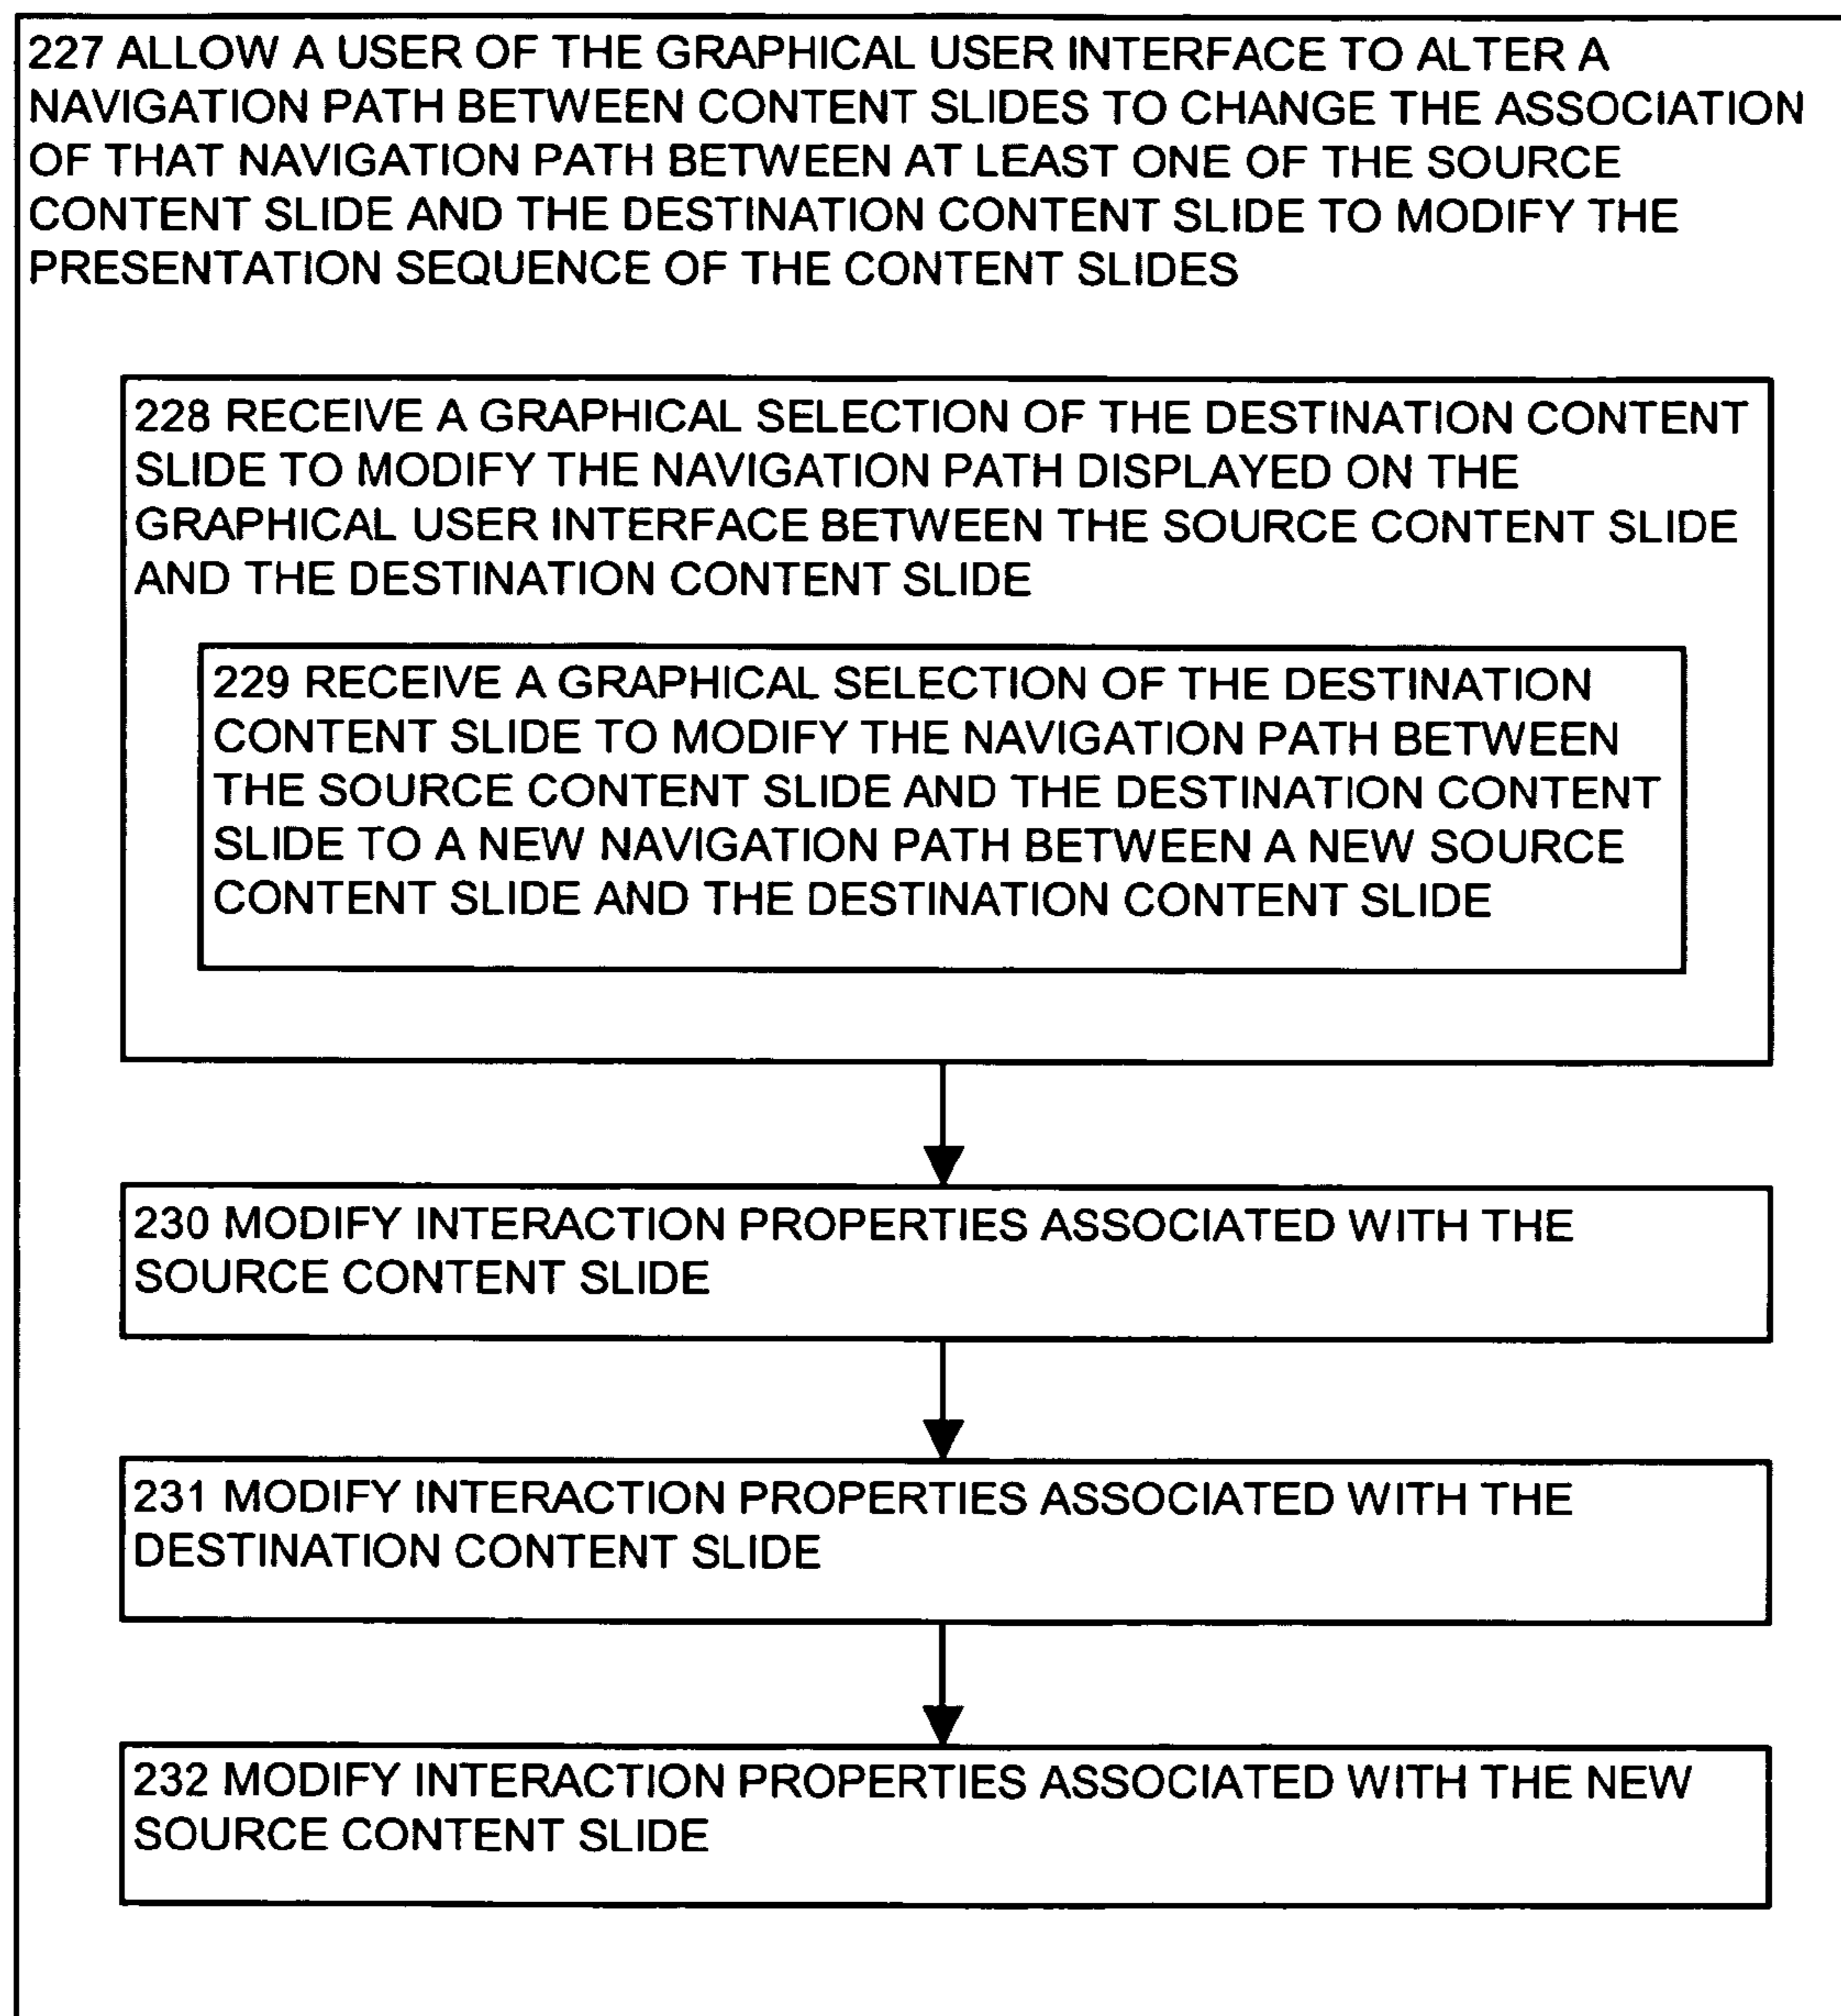 227 ALLOW A USER OF THE GRAPHICAL USER INTERFACE TO ALTER A
NAVIGATION PATH BETWEEN CONTENT SLIDES TO CHANGE THE ASSOCIATION
OF THAT NAVIGATION PATH BETWEEN AT LEAST ONE OF THE SOURCE
CONTENT SLIDE AND THE DESTINATION CONTENT SLIDE TO MODIFY THE
PRESENTATION SEQUENCE OF THE CONTENT SLIDES
228 RECEIVE A GRAPHICAL SELECTION OF THE DESTINATION CONTENT
SLIDE TO MODIFY THE NAVIGATION PATH DISPLAYED ON THE
GRAPHICAL USER INTERFACE BETWEEN THE SOURCE CONTENT SLIDE
AND THE DESTINATION CONTENT SLIDE
229 RECEIVE A GRAPHICAL SELECTION OF THE DESTINATION
CONTENT SLIDE TO MODIFY THE NAVIGATION PATH BETWEEN
THE SOURCE CONTENT SLIDE AND THE DESTINATION CONTENT
SLIDE TO A NEW NAVIGATION PATH BETWEEN A NEW SOURCE
CONTENT SLIDE AND THE DESTINATION CONTENT SLIDE
230 MODIFY INTERACTION PROPERTIES ASSOCIATED WITH THE
SOURCE CONTENT SLIDE
231 MODIFY INTERACTION PROPERTIES ASSOCIATED WITH THE
DESTINATION CONTENT SLIDE
232 MODIFY INTERACTION PROPERTIES ASSOCIATED WITH THE NEW
SOURCE CONTENT SLIDE